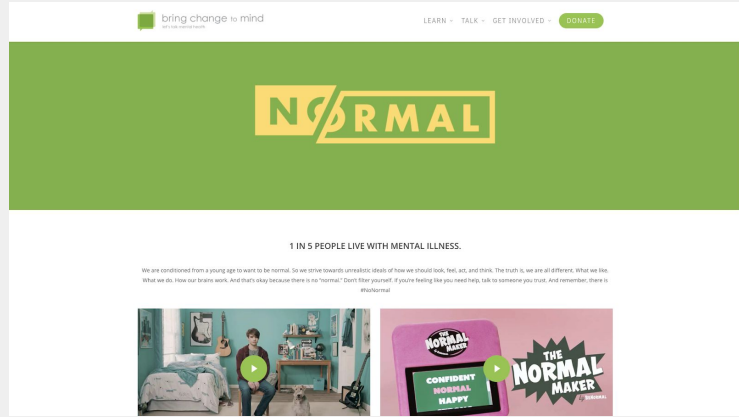 bring change to mind
let's talk mental health
LEARN TALK GET INVOLVED DONATE
NORMAL
1 IN 5 PEOPLE LIVE WITH MENTAL ILLNESS.
We are conditioned from a young age to want to be normal. So we strive towards unrealistic ideals of how we should look, feel, act, and think. The truth is, we are all different. What we like.
What we do. How our brains work. And that's okay because there is no "normal." Don't filter yourself. If you're feeling like you need help, talk to someone you trust. And remember, there is
#NoNormal
THE
NORMAL
MAKER
CONFIDENT
NORMAL
HAPPY
THE
NORMAL
MAKER
#NONORMAL